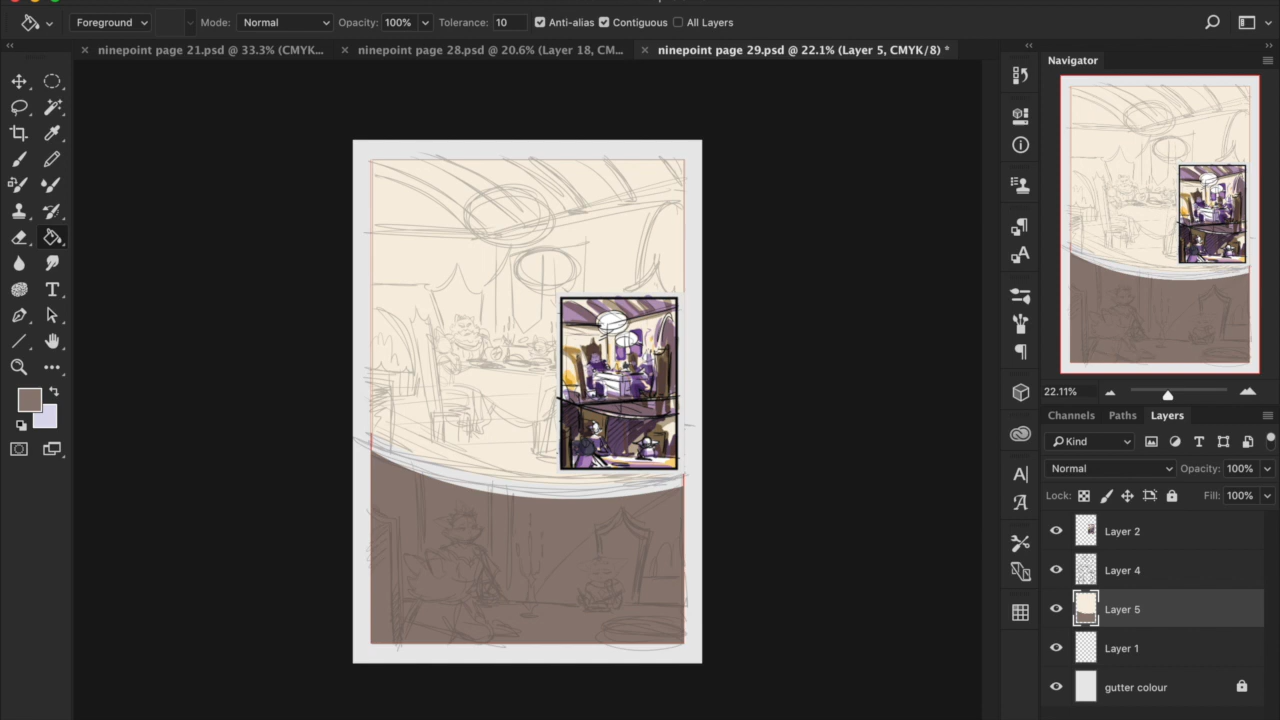 Foreground Mode: Normal Opacity: 100% Tolerance: 10 Anti-alias Contiguous All Layers
ninepoint page 21.psd @ 33.3% (CMYK... ninepoint page 28.psd @ 20.6% (Layer 18, CM... ninepoint page 29.psd @ 22.1% (Layer 5, CMYK/8) *
Navigator
22.11%
Channels Paths Layers
Kind
Normal Opacity: 100%
Lock: Fill: 100%
Layer 2
Layer 4
Layer 5
Layer 1
gutter colour